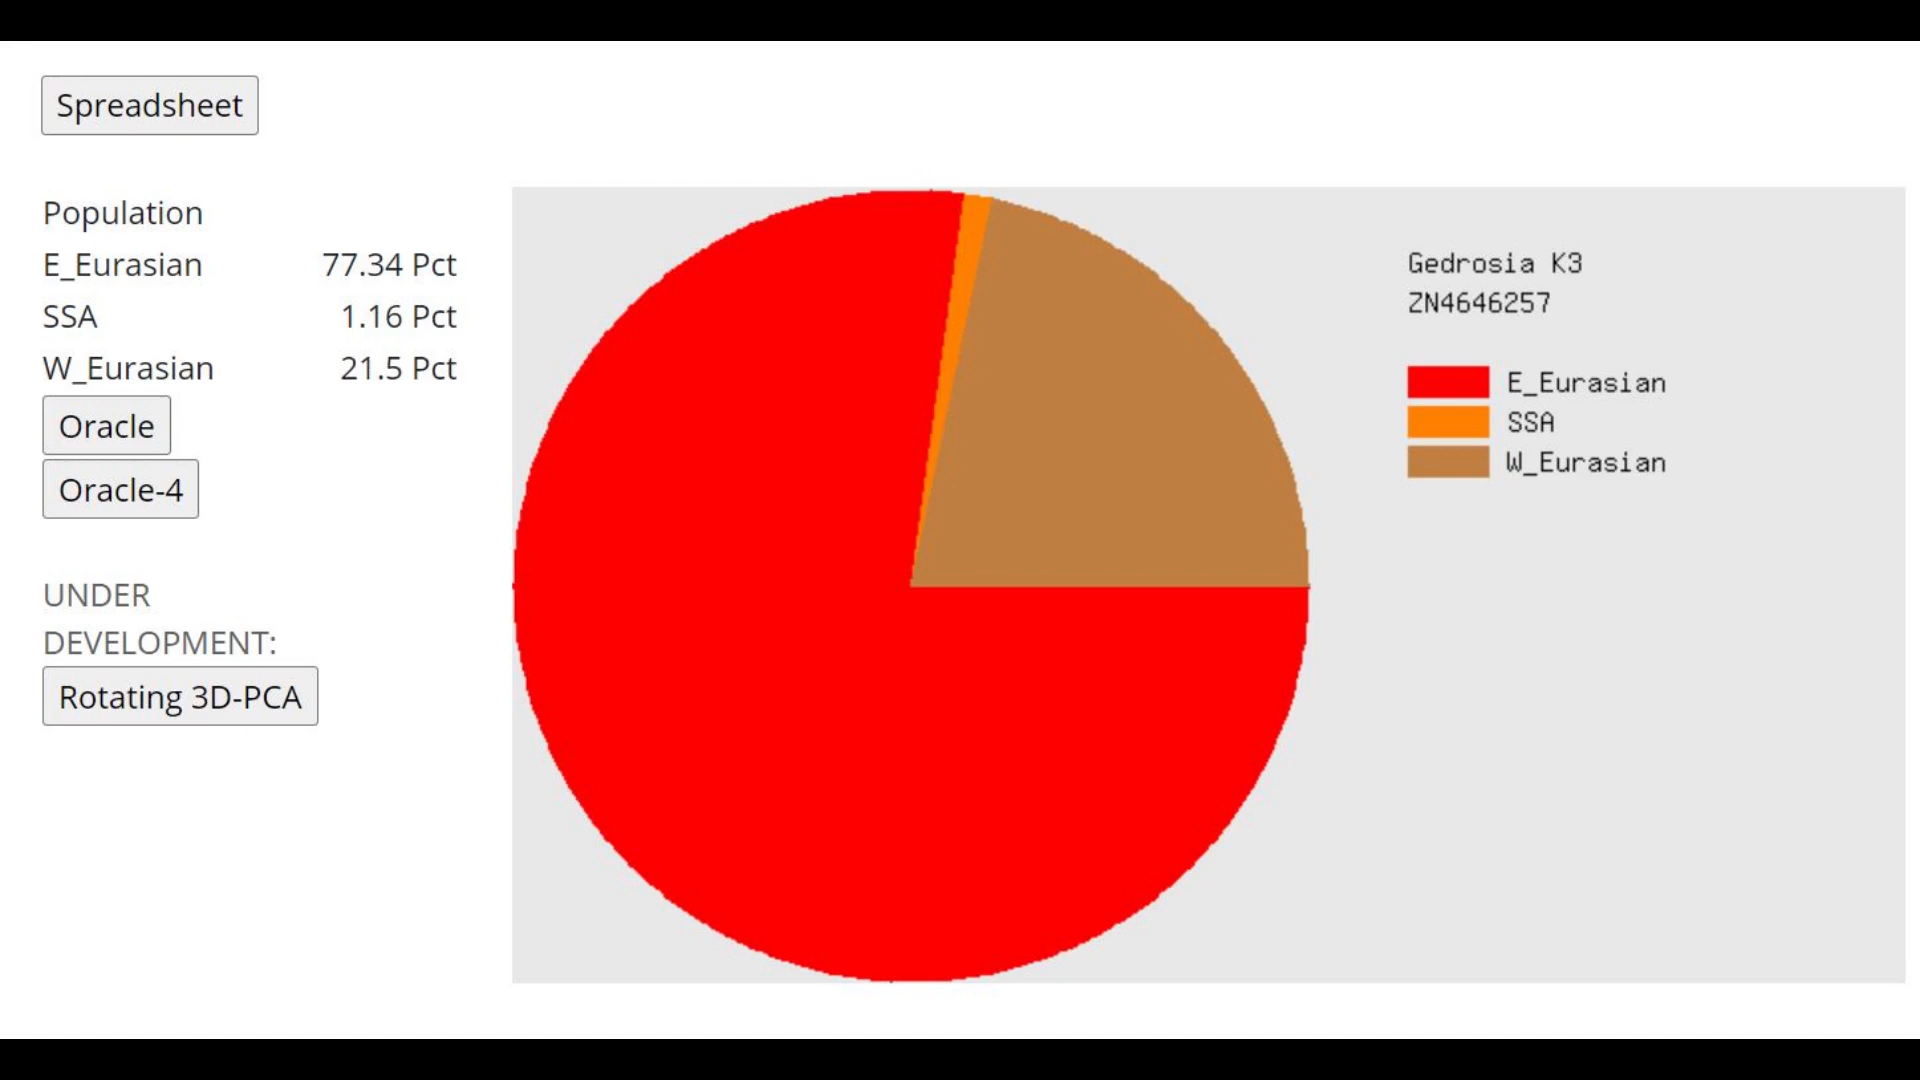 Spreadsheet
Population
E_Eurasian 77.34 Pct
SSA 1.16 Pct
W_Eurasian 21.5 Pct
Oracle
Oracle-4
UNDER
DEVELOPMENT:
Rotating 3D-PCA
Gedrosia K3
ZN4646257
E_Eurasian
SSA
W_Eurasian